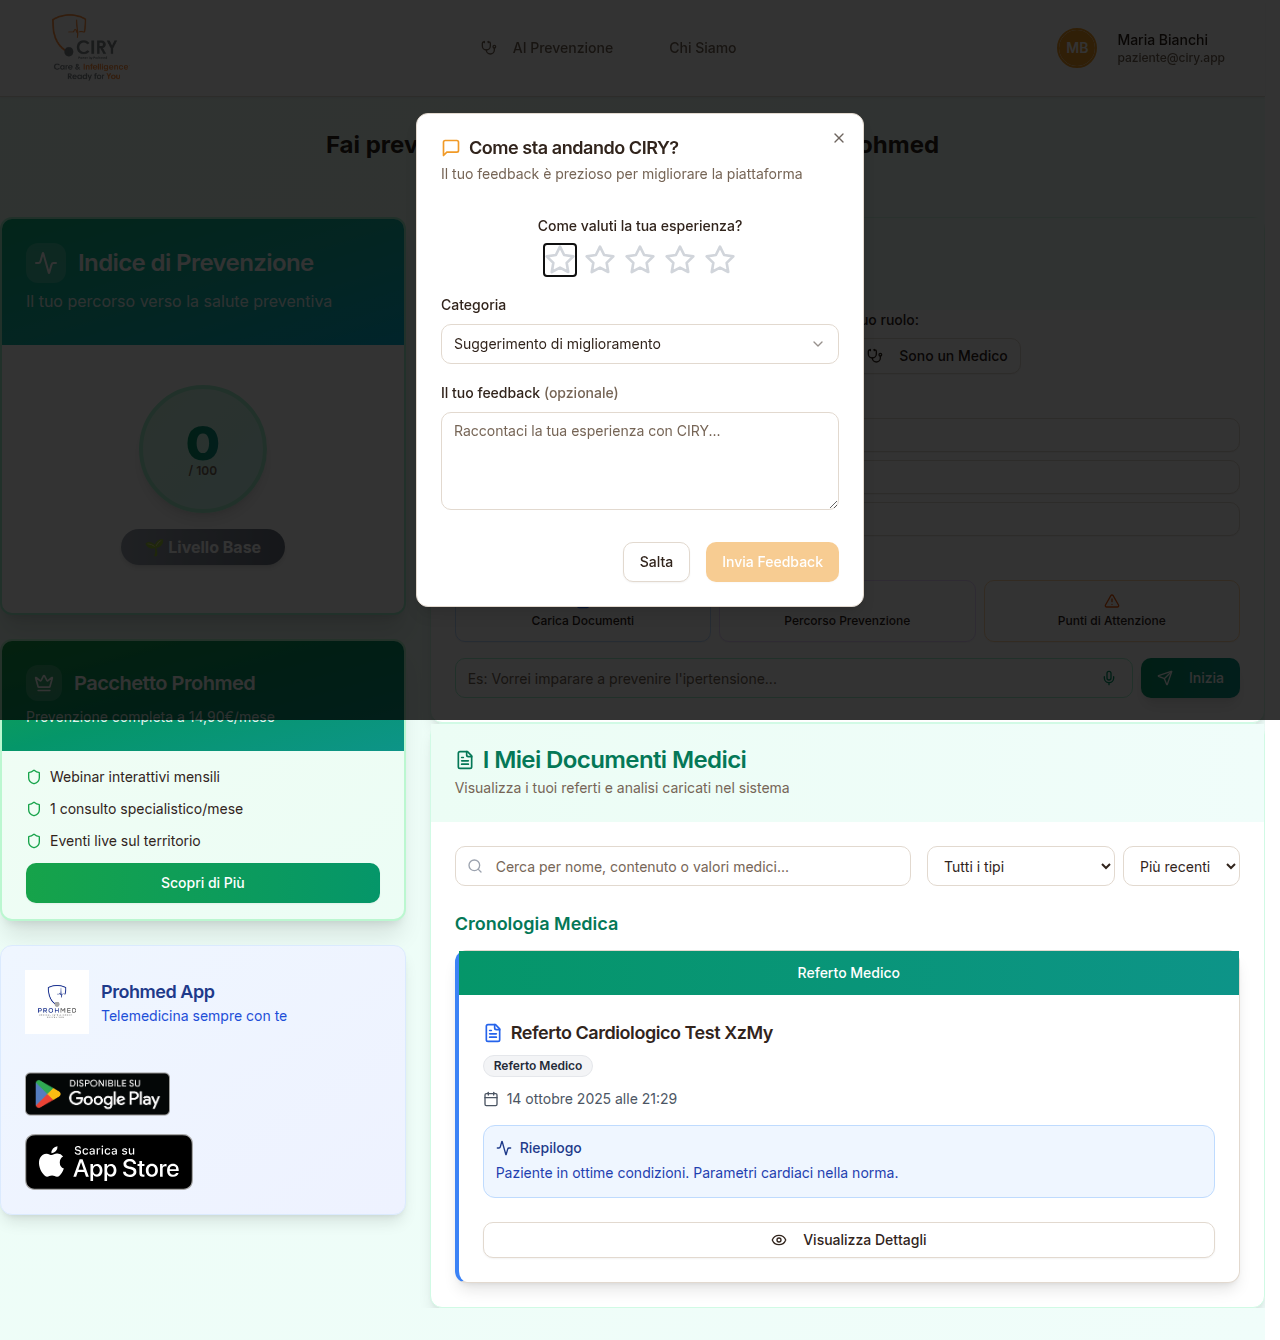 CIRY
Care & Intelligence
Ready for You
AI Prevenzione
Chi Siamo
MB
Maria Bianchi
paziente@ciry.app
Fai prev
ohmed
Come sta andando CIRY?
Il tuo feedback è prezioso per migliorare la piattaforma
Come valuti la tua esperienza?
Categoria
Suggerimento di miglioramento
Il tuo feedback (opzionale)
Raccontaci la tua esperienza con CIRY...
Salta
Invia Feedback
Indice di Prevenzione
Il tuo percorso verso la salute preventiva
0
/ 100
Livello Base
uo ruolo:
Sono un Medico
Carica Documenti
Percorso Prevenzione
Punti di Attenzione
Es: Vorrei imparare a prevenire l'ipertensione...
Inizia
Pacchetto Prohmed
Prevenzione completa a 14,90€/mese
Webinar interattivi mensili
1 consulto specialistico/mese
Eventi live sul territorio
Scopri di Più
Prohmed App
Telemedicina sempre con te
PROHMED
DISPONIBILE SU
Google Play
Scarica su
App Store
I Miei Documenti Medici
Visualizza i tuoi referti e analisi caricati nel sistema
Cerca per nome, contenuto o valori medici...
Tutti i tipi
Più recenti
Cronologia Medica
Referto Medico
Referto Cardiologico Test XzMy
Referto Medico
14 ottobre 2025 alle 21:29
Riepilogo
Paziente in ottime condizioni. Parametri cardiaci nella norma.
Visualizza Dettagli